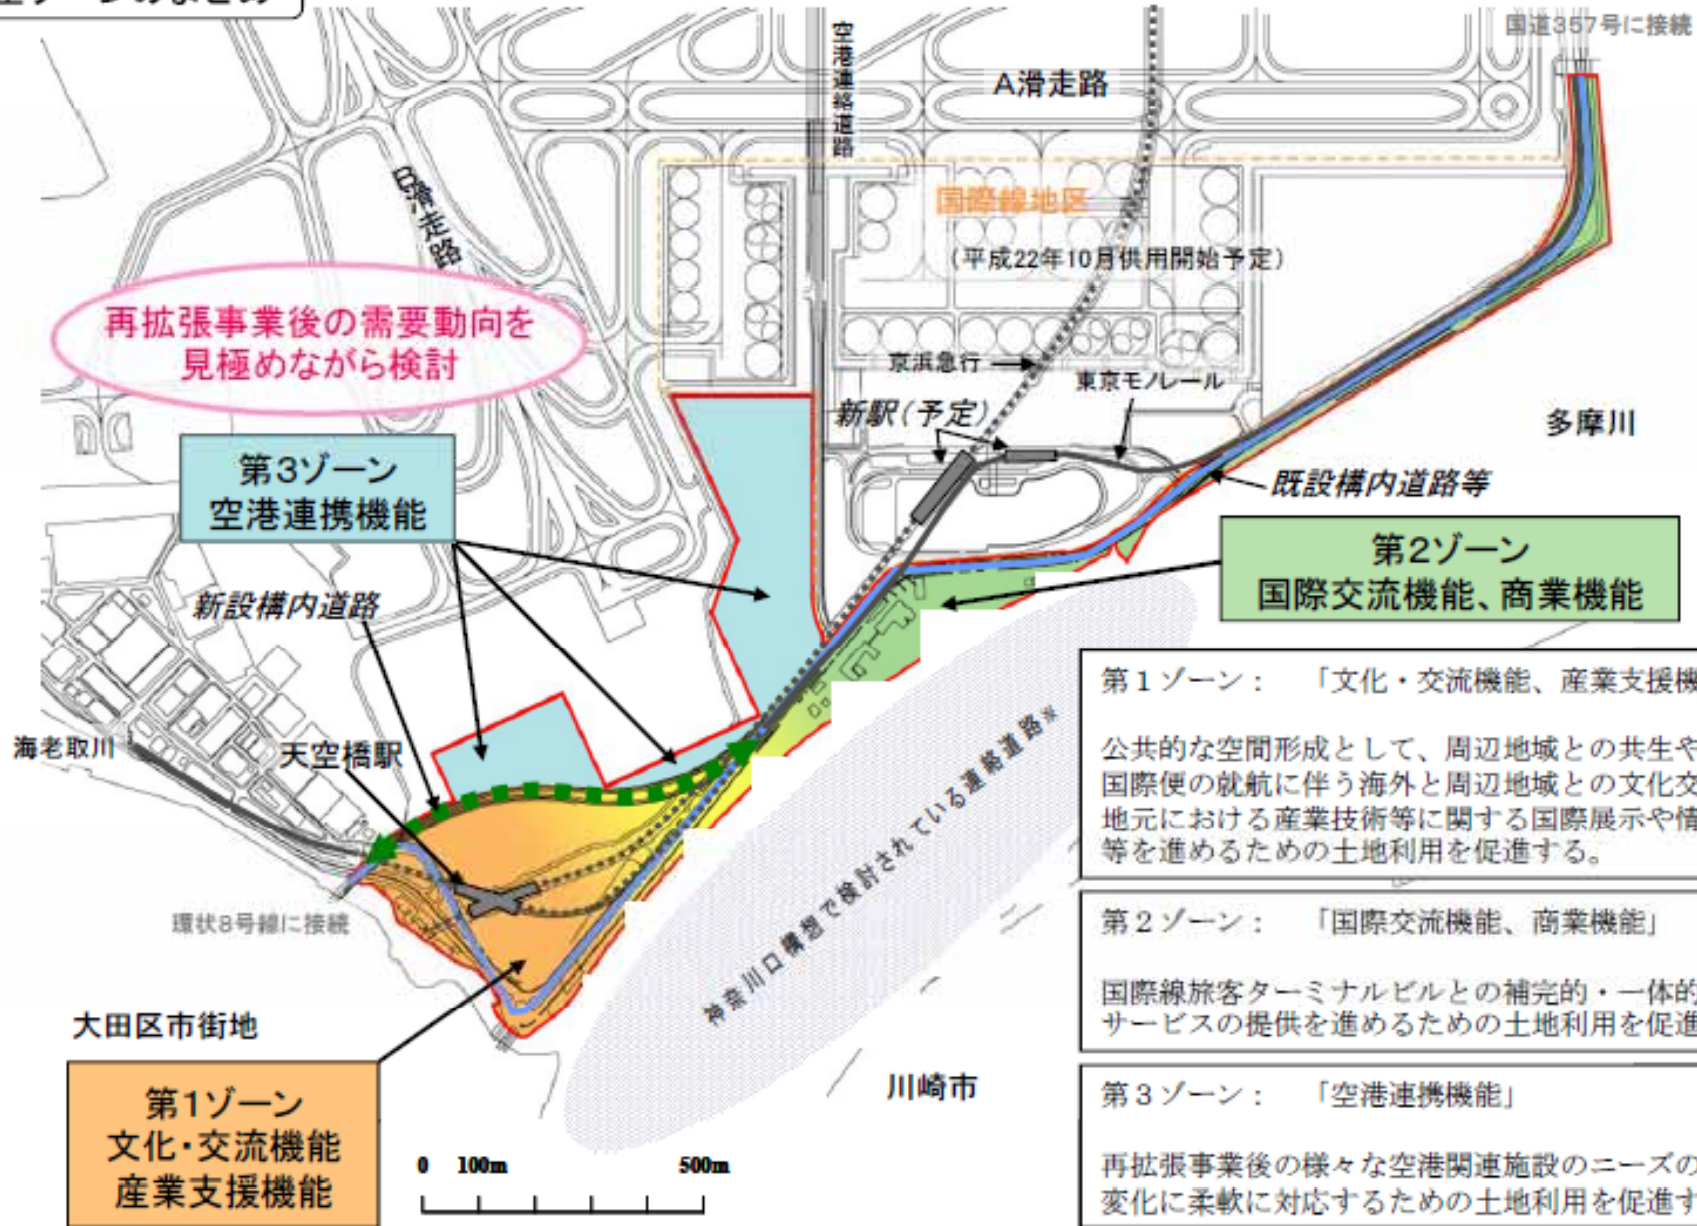 国道357号に接続
空港連絡道路
A滑走路
B滑走路
国際線地区
(平成22年10月供用開始予定)
再拡張事業後の需要動向を
見極めながら検討
京浜急行
東京モノレール
新駅(予定)
多摩川
第3ゾーン
空港連携機能
既設構内道路等
第2ゾーン
国際交流機能、商業機能
新設構内道路
海老取川
天空橋駅
神奈川口構想で検討されている連絡道路※
環状8号線に接続
大田区市街地
川崎市
第1ゾーン
文化・交流機能
産業支援機能
0 100m 500m
第1ゾーン： 「文化・交流機能、産業支援機
公共的な空間形成として、周辺地域との共生や
国際便の就航に伴う海外と周辺地域との文化交
地元における産業技術等に関する国際展示や情
等を進めるための土地利用を促進する。
第2ゾーン： 「国際交流機能、商業機能」
国際線旅客ターミナルビルとの補完的・一体的
サービスの提供を進めるための土地利用を促進
第3ゾーン： 「空港連携機能」
再拡張事業後の様々な空港関連施設のニーズの
変化に柔軟に対応するための土地利用を促進す